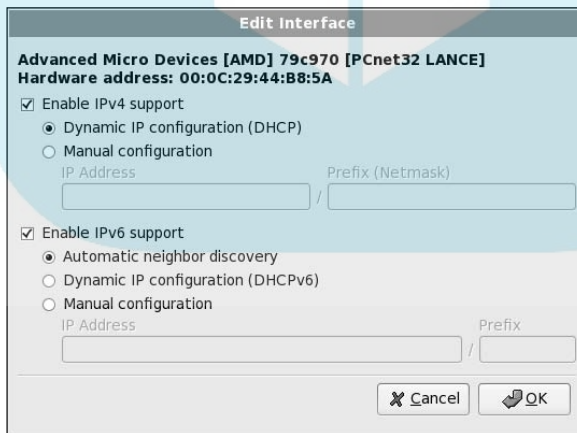 Edit Interface
Advanced Micro Devices [AMD] 79c970 [PCnet32 LANCE]
Hardware address: 00:0C:29:44:B8:5A
Enable IPv4 support
Dynamic IP configuration (DHCP)
Manual configuration
IP Address Prefix (Netmask)
/
Enable IPv6 support
Automatic neighbor discovery
Dynamic IP configuration (DHCPv6)
Manual configuration
IP Address Prefix
/
Cancel OK